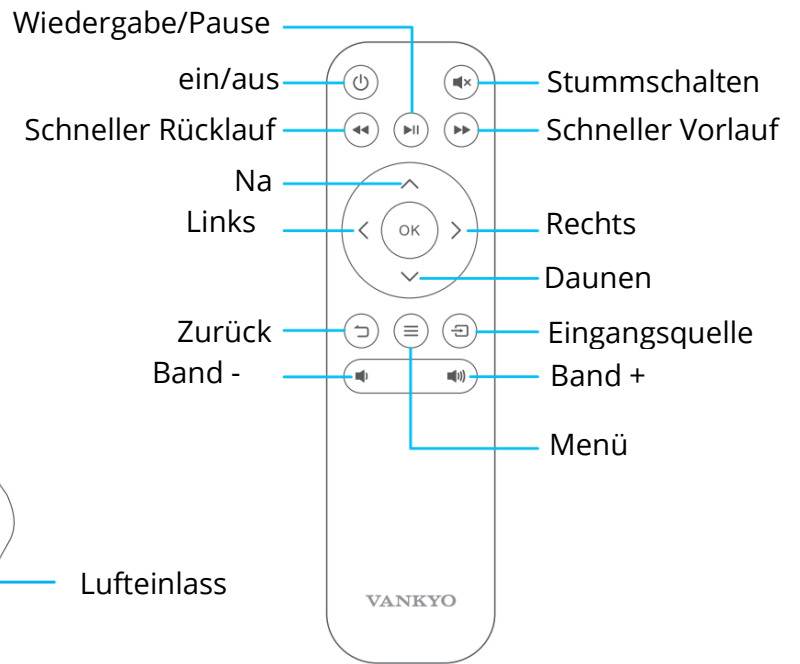 Wiedergabe/Pause
ein/aus
Stummschalten
Schneller Rücklauf
Schneller Vorlauf
Na
Links
OK
Rechts
Daunen
Zurück
Eingangsquelle
Band -
Band +
Menü
Lufteinlass
VANKYO